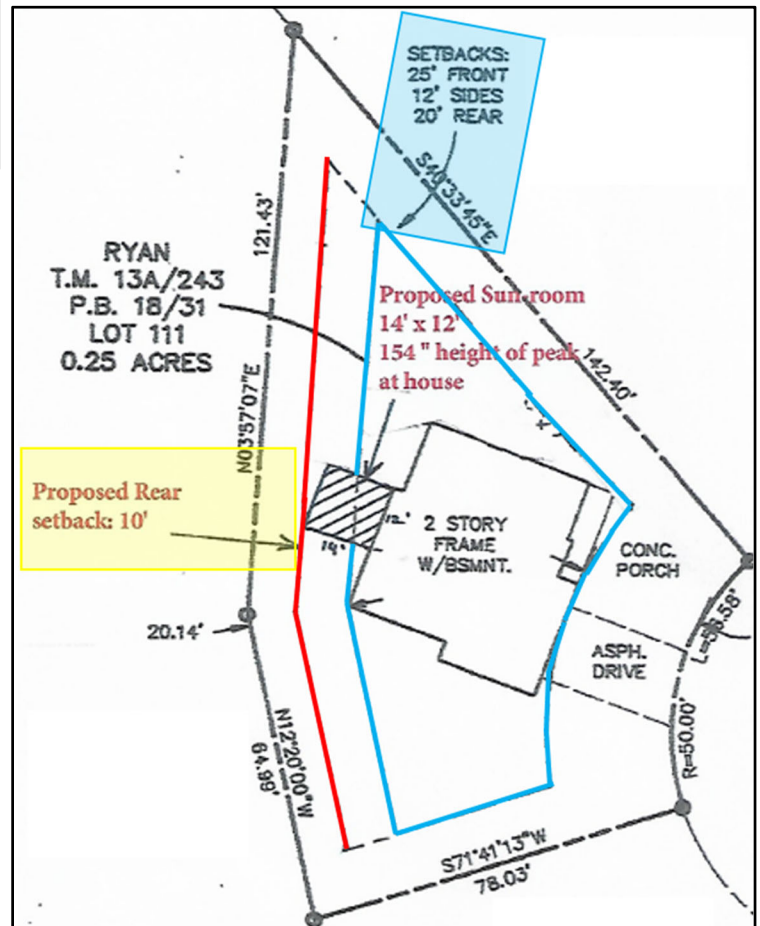 SETBACKS:
25' FRONT
12' SIDES
20' REAR
S40°33'45"E
121.43'
RYAN
T.M. 13A/243
P.B. 18/31
LOT 111
0.25 ACRES
Proposed Sun room
14' x 12'
154 " height of peak
at house
142.40'
N03°57'07"E
Proposed Rear
setback: 10'
12'
14'
2 STORY
FRAME
W/BSMNT.
CONC.
PORCH
20.14'
ASPH.
DRIVE
R=50.00'
N12°20'00"W
64.99'
S71°41'13"W
78.03'